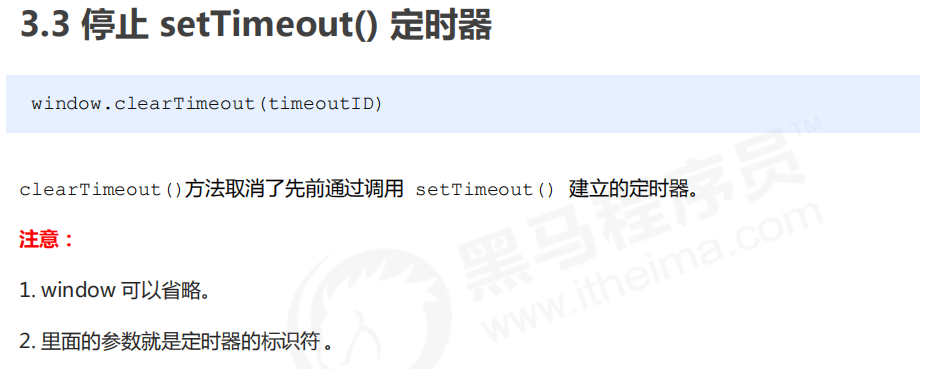 3.3 停止 setTimeout() 定时器
window.clearTimeout(timeoutID)
clearTimeout()方法取消了先前通过调用 setTimeout() 建立的定时器。
注意：
1. window 可以省略。
2. 里面的参数就是定时器的标识符 。
黑马程序员™
www.itheima.com